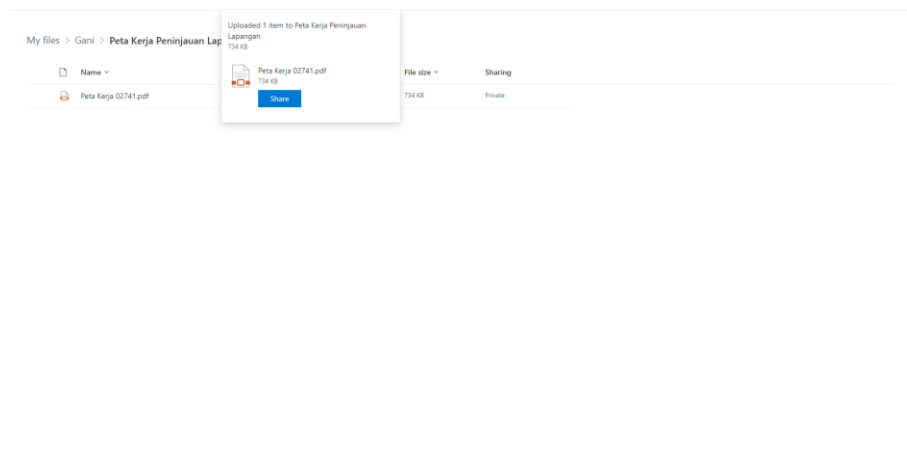 Uploaded 1 item to Peta Kerja Peninjauan
Lapangan
734 KB
My files > Gani > Peta Kerja Peninjauan Lap
Peta Kerja 02741.pdf
734 KB
Share
Name File size Sharing
Peta Kerja 02741.pdf 734 KB Private